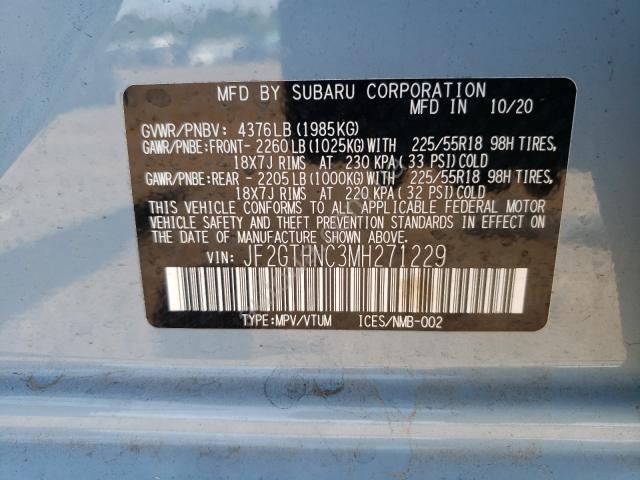 MFD BY SUBARU CORPORATION
MFD IN 10/20
GVWR/PNBV: 4376LB(1985KG)
GAWR/PNBE:FRONT- 2260LB(1025KG)WITH 225/55R18 98H TIRES,
18X7J RIMS AT 230 KPA(33 PSI)COLD
GAWR/PNBE:REAR - 2205LB(1000KG)WITH 225/55R18 98H TIRES,
18X7J RIMS AT 220 KPA(32 PSI)COLD
THIS VEHICLE CONFORMS TO ALL APPLICABLE FEDERAL MOTOR
VEHICLE SAFETY AND THEFT PREVENTION STANDARDS IN EFFECT
ON THE DATE OF MANUFACTURE SHOWN ABOVE.
VIN: JF2GTHNC3MH271229
TYPE:MPV/VTUM ICES/NMB-002